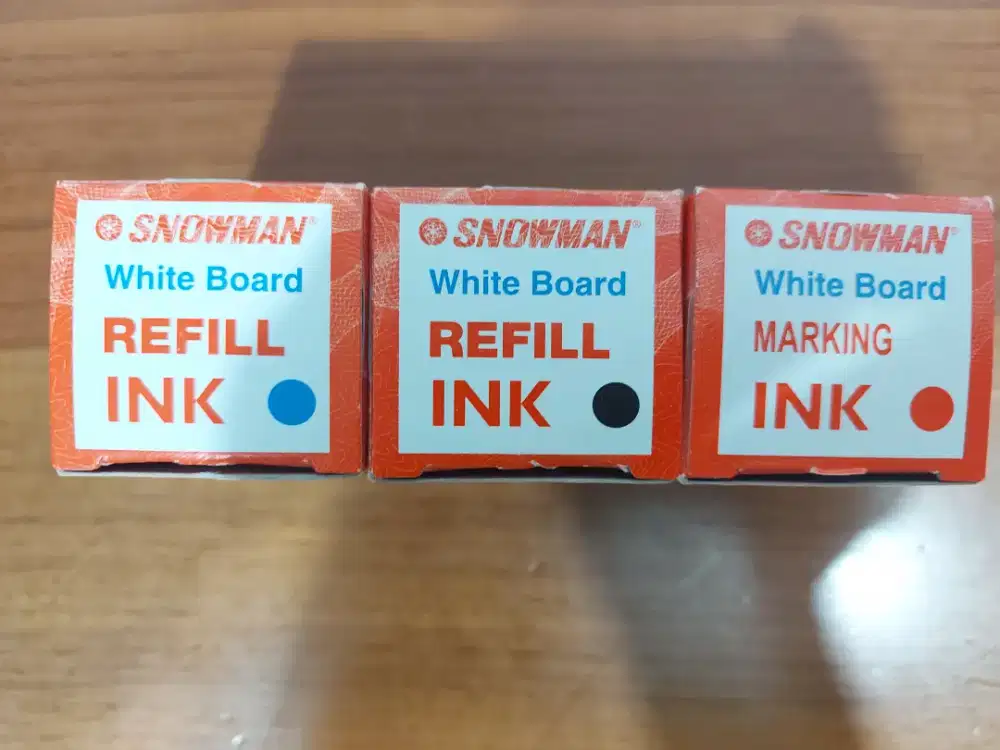 SNOWMAN®
White Board
REFILL
INK
SNOWMAN®
White Board
REFILL
INK
SNOWMAN®
White Board
MARKING
INK